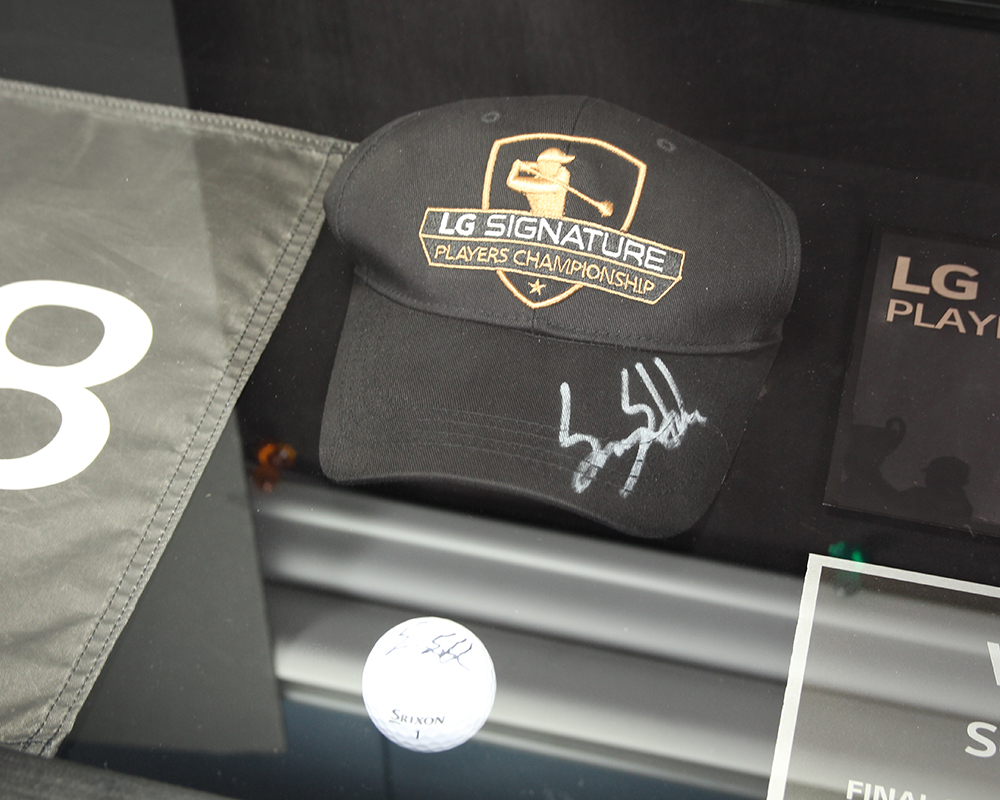 8
LG SIGNATURE
PLAYERS CHAMPIONSHIP
LG
PLAY
SRIXON
1
S
FINAL